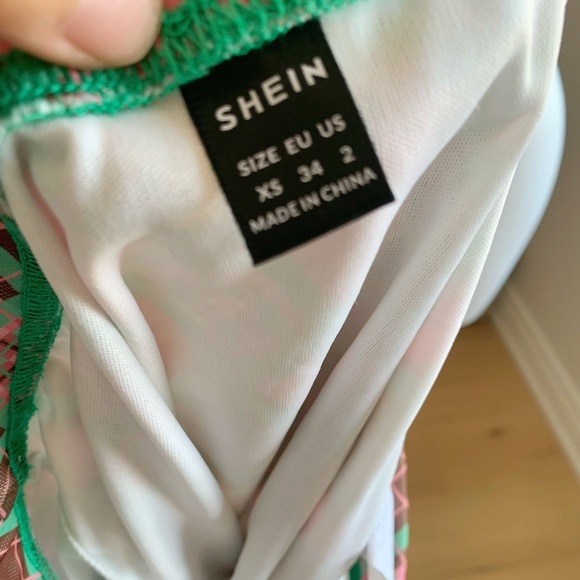 SHEIN
SIZE EU US
XS 34 2
MADE IN CHINA